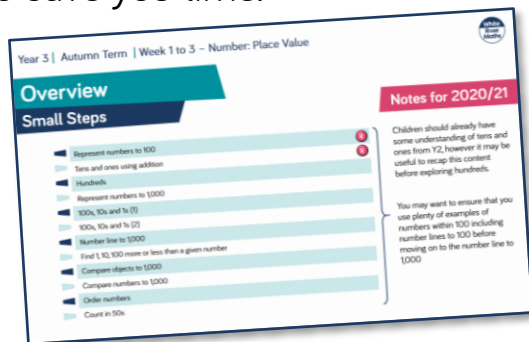 Year 3 | Autumn Term | Week 1 to 3 – Number: Place Value
White
Rose
Maths
Overview
Small Steps
Represent numbers to 100
R
Tens and ones using addition
R
Hundreds
Represent numbers to 1,000
100s, 10s and 1s (1)
100s, 10s and 1s (2)
Number line to 1,000
Find 1, 10, 100 more or less than a given number
Compare objects to 1,000
Compare numbers to 1,000
Order numbers
Count in 50s
Notes for 2020/21
Children should already have
some understanding of tens and
ones from Y2, however it may be
useful to recap this content
before exploring hundreds.
You may want to ensure that you
use plenty of examples of
numbers within 100 including
number lines to 100 before
moving on to the number line to
1,000